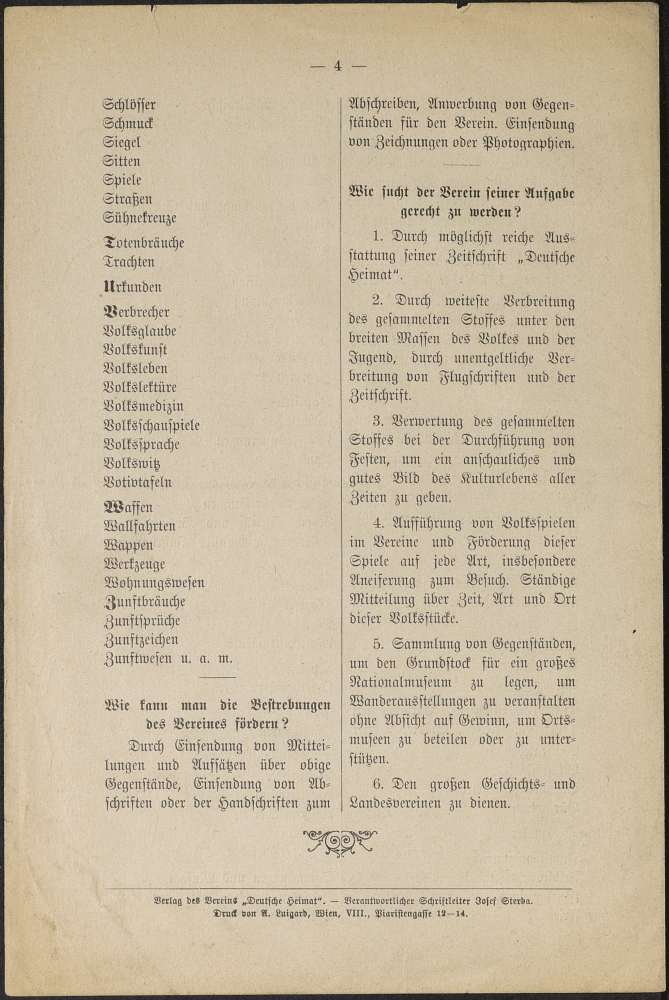 — 4 —
Schlösser
Schmuck
Siegel
Sitten
Spiele
Straßen
Sühnekreuze
Totenbräuche
Trachten
Urkunden
Verbrecher
Volksglaube
Volkskunst
Volksleben
Volkslektüre
Volksmedizin
Volksschauspiele
Volkssprache
Volkswitz
Votivtafeln
Waffen
Wallfahrten
Wappen
Werkzeuge
Wohnungswesen
Zunftbräuche
Zunftsprüche
Zunftzeichen
Zunftwesen u. a. m.
Wie kann man die Bestrebungen
des Vereines fördern?
Durch Einsendung von Mittei-
lungen und Aufsätzen über obige
Gegenstände, Einsendung von Ab-
schriften oder der Handschriften zum
Abschreiben, Anwerbung von Gegen-
ständen für den Verein. Einsendung
von Zeichnungen oder Photographien.
Wie sucht der Verein seiner Aufgabe
gerecht zu werden?
1. Durch möglichst reiche Aus-
stattung seiner Zeitschrift „Deutsche
Heimat“.
2. Durch weiteste Verbreitung
des gesammelten Stoffes unter den
breiten Massen des Volkes und der
Jugend, durch unentgeltliche Ver-
breitung von Flugschriften und der
Zeitschrift.
3. Verwertung des gesammelten
Stoffes bei der Durchführung von
Festen, um ein anschauliches und
gutes Bild des Kulturlebens aller
Zeiten zu geben.
4. Aufführung von Volksspielen
im Vereine und Förderung dieser
Spiele auf jede Art, insbesondere
Aneiferung zum Besuch. Ständige
Mitteilung über Zeit, Art und Ort
dieser Volksstücke.
5. Sammlung von Gegenständen,
um den Grundstock für ein großes
Nationalmuseum zu legen, um
Wanderausstellungen zu veranstalten
ohne Absicht auf Gewinn, um Orts-
museen zu beteilen oder zu unter-
stützen.
6. Den großen Geschichts- und
Landesvereinen zu dienen.
Verlag des Vereins „Deutsche Heimat“. — Verantwortlicher Schriftleiter Josef Sterba.
Druck von A. Luigard, Wien, VIII., Piaristengasse 12—14.